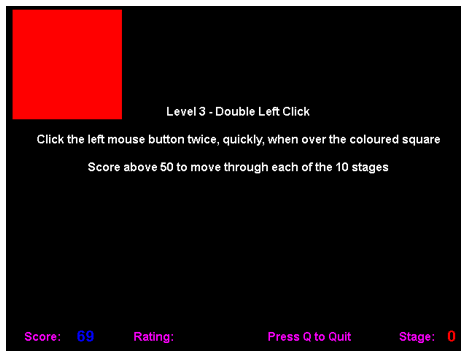 Level 3 - Double Left Click
Click the left mouse button twice, quickly, when over the coloured square
Score above 50 to move through each of the 10 stages
Score: 69 Rating: Press Q to Quit Stage: 0